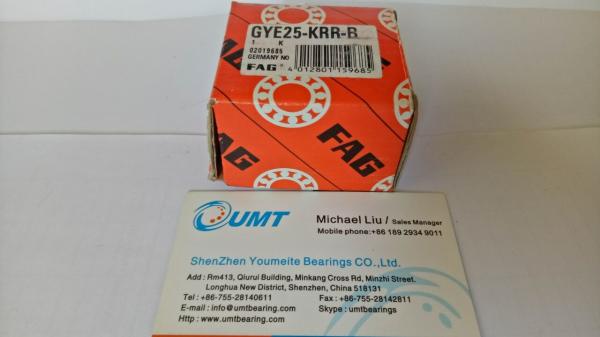 GYE25-KRR-B
1 K
02019685
GERMANY NO
FAG ®
4 012801 159685
FAG
FAG
UMT
Michael Liu / Sales Manager
Mobile phone:+86 189 2934 9011
ShenZhen Youmeite Bearings CO.,Ltd.
Add : Rm413, Qiurui Building, Minkang Cross Rd, Minzhi Street.
Longhua New District, Shenzhen, China 518131
Tel : +86-755-28140611 Fax : +86-755-28142811
E-mail : info@umtbearing.com Skype : umtbearings
Http : www.umtbearing.com